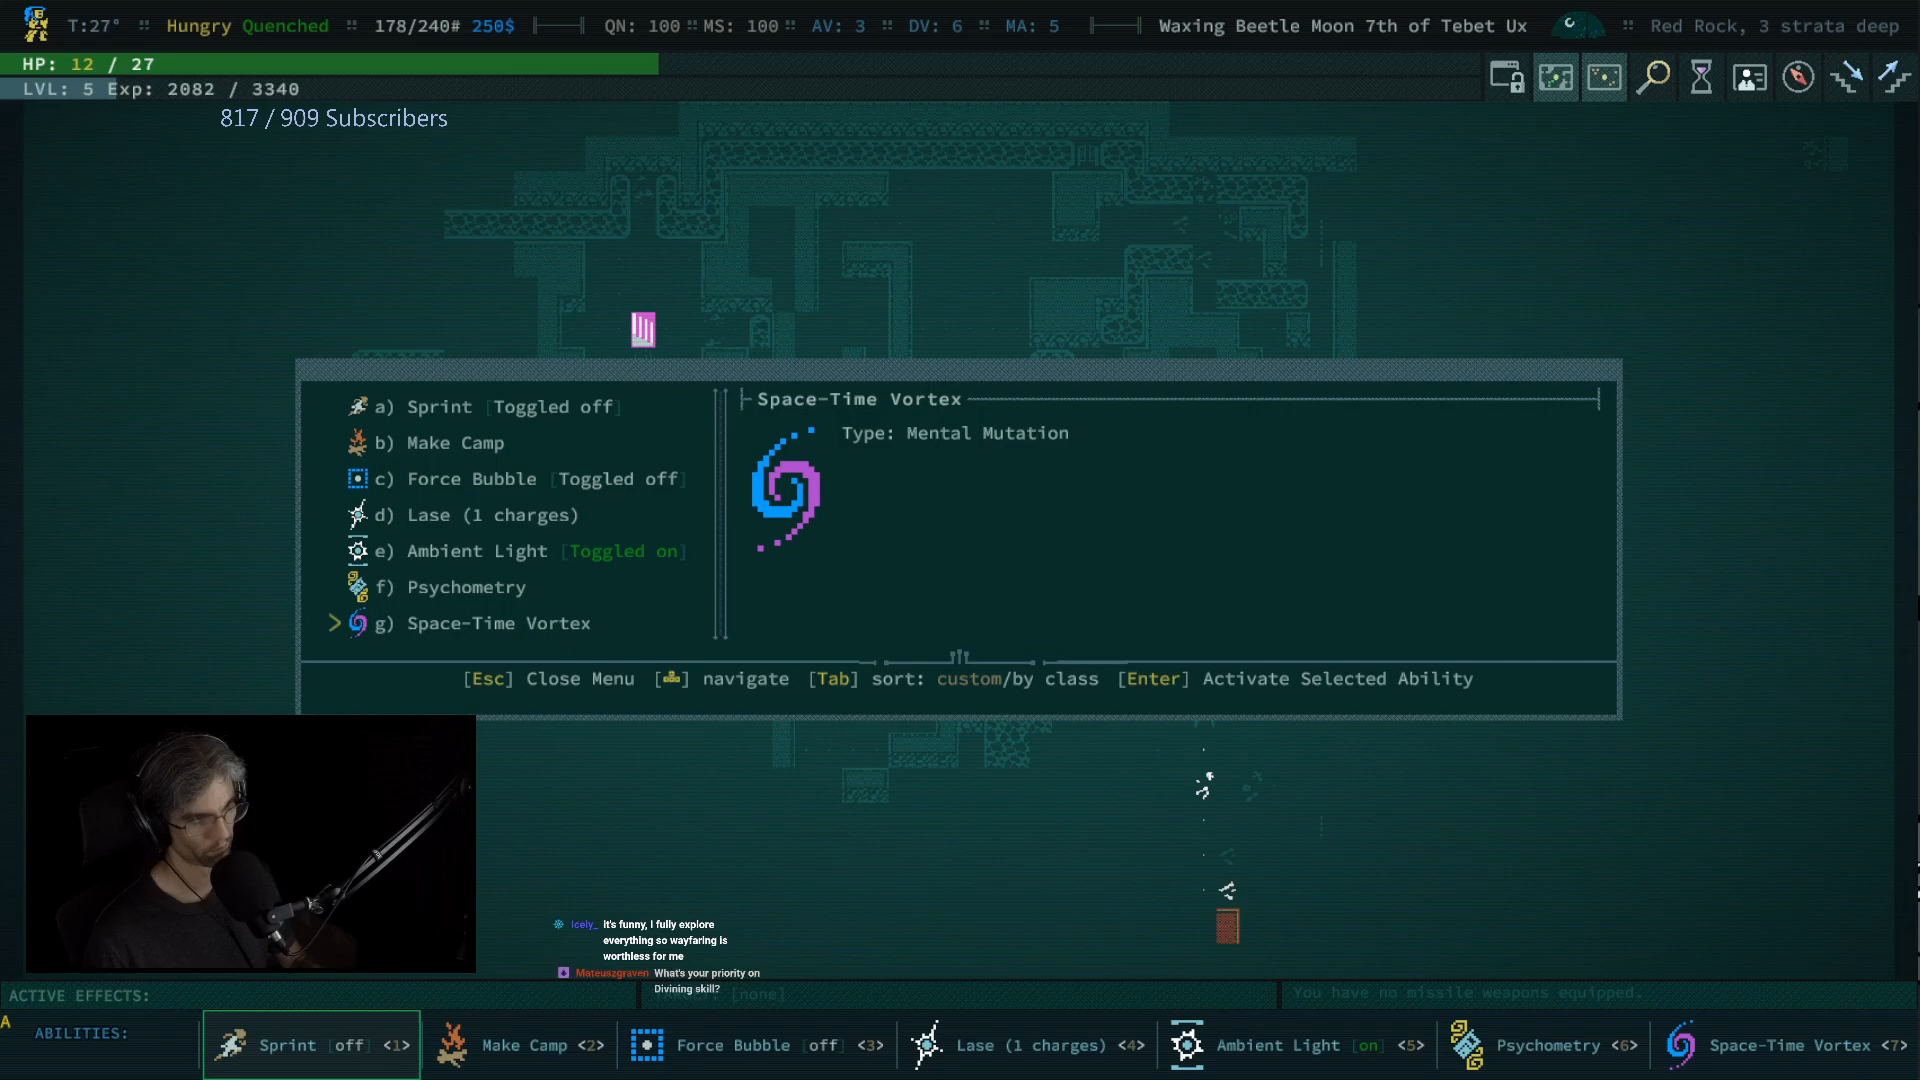 T:27° :: Hungry Quenched :: 178/240# 250$ QN: 100 :: MS: 100 :: AV: 3 :: DV: 6 :: MA: 5 Waxing Beetle Moon 7th of Tebet Ux :: Red Rock, 3 strata deep
HP: 12 / 27
LVL: 5 Exp: 2082 / 3340
817 / 909 Subscribers
a) Sprint [Toggled off]
b) Make Camp
c) Force Bubble [Toggled off]
d) Lase (1 charges)
e) Ambient Light [Toggled on]
f) Psychometry
> g) Space-Time Vortex
Space-Time Vortex
Type: Mental Mutation
[Esc] Close Menu [ ] navigate [Tab] sort: custom/by class [Enter] Activate Selected Ability
Icely_ It's funny, I fully explore
everything so wayfaring is
worthless for me
Mateuszgraven What's your priority on
Divining skill?
ACTIVE EFFECTS:
TARGET: [none]
You have no missile weapons equipped.
A
ABILITIES:
Sprint [off] <1>
Make Camp <2>
Force Bubble [off] <3>
Lase (1 charges) <4>
Ambient Light [on] <5>
Psychometry <6>
Space-Time Vortex <7>